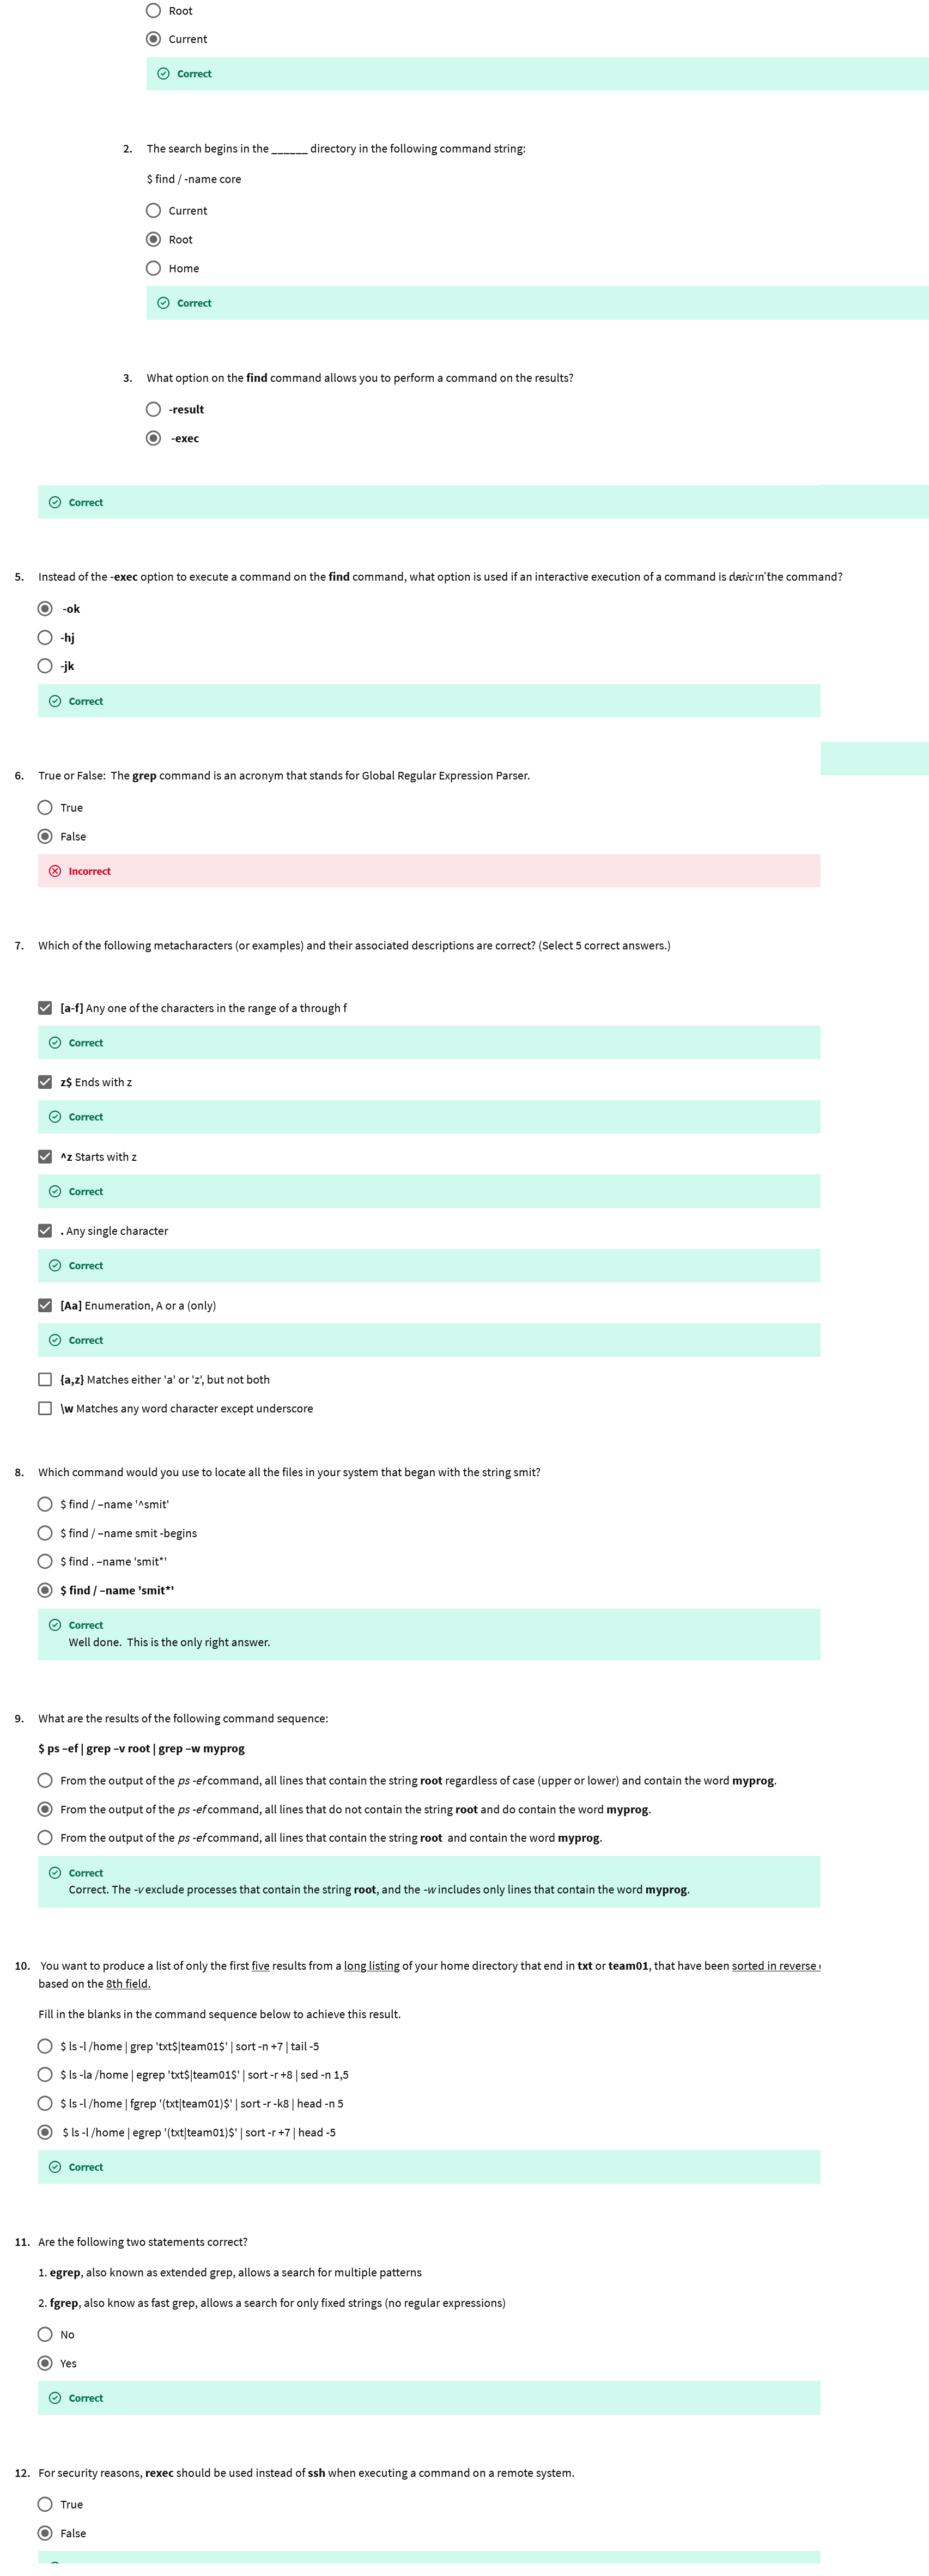 Root
Current
Correct
2. The search begins in the ______ directory in the following command string:
$ find / -name core
Current
Root
Home
Correct
3. What option on the find command allows you to perform a command on the results?
-result
-exec
Correct
5. Instead of the -exec option to execute a command on the find command, what option is used if an interactive execution of a command is the command?
-ok
-hj
-jk
Correct
6. True or False:  The grep command is an acronym that stands for Global Regular Expression Parser.
True
False
Incorrect
7. Which of the following metacharacters (or examples) and their associated descriptions are correct? (Select 5 correct answers.)
[a-f] Any one of the characters in the range of a through f
Correct
z$ Ends with z
Correct
^z Starts with z
Correct
. Any single character
Correct
[Aa] Enumeration, A or a (only)
Correct
{a,z} Matches either 'a' or 'z', but not both
\w Matches any word character except underscore
8. Which command would you use to locate all the files in your system that began with the string smit?
$ find / –name '^smit'
$ find / –name smit -begins
$ find . –name 'smit*'
$ find / –name 'smit*'
Correct
Well done.  This is the only right answer.
9. What are the results of the following command sequence:
$ ps –ef | grep –v root | grep –w myprog
From the output of the ps -ef command, all lines that contain the string root regardless of case (upper or lower) and contain the word myprog.
From the output of the ps -ef command, all lines that do not contain the string root and do contain the word myprog.
From the output of the ps -ef command, all lines that contain the string root  and contain the word myprog.
Correct
Correct. The -v exclude processes that contain the string root, and the -w includes only lines that contain the word myprog.
10. You want to produce a list of only the first five results from a long listing of your home directory that end in txt or team01, that have been sorted in reverse
based on the 8th field.
Fill in the blanks in the command sequence below to achieve this result.
$ ls -l /home | grep 'txt$|team01$' | sort -n +7 | tail -5
$ ls -la /home | egrep 'txt$|team01$' | sort -r +8 | sed -n 1,5
$ ls -l /home | fgrep '(txt|team01)$' | sort -r -k8 | head -n 5
$ ls -l /home | egrep '(txt|team01)$' | sort -r +7 | head -5
Correct
11. Are the following two statements correct?
1. egrep, also known as extended grep, allows a search for multiple patterns
2. fgrep, also know as fast grep, allows a search for only fixed strings (no regular expressions)
No
Yes
Correct
12. For security reasons, rexec should be used instead of ssh when executing a command on a remote system.
True
False